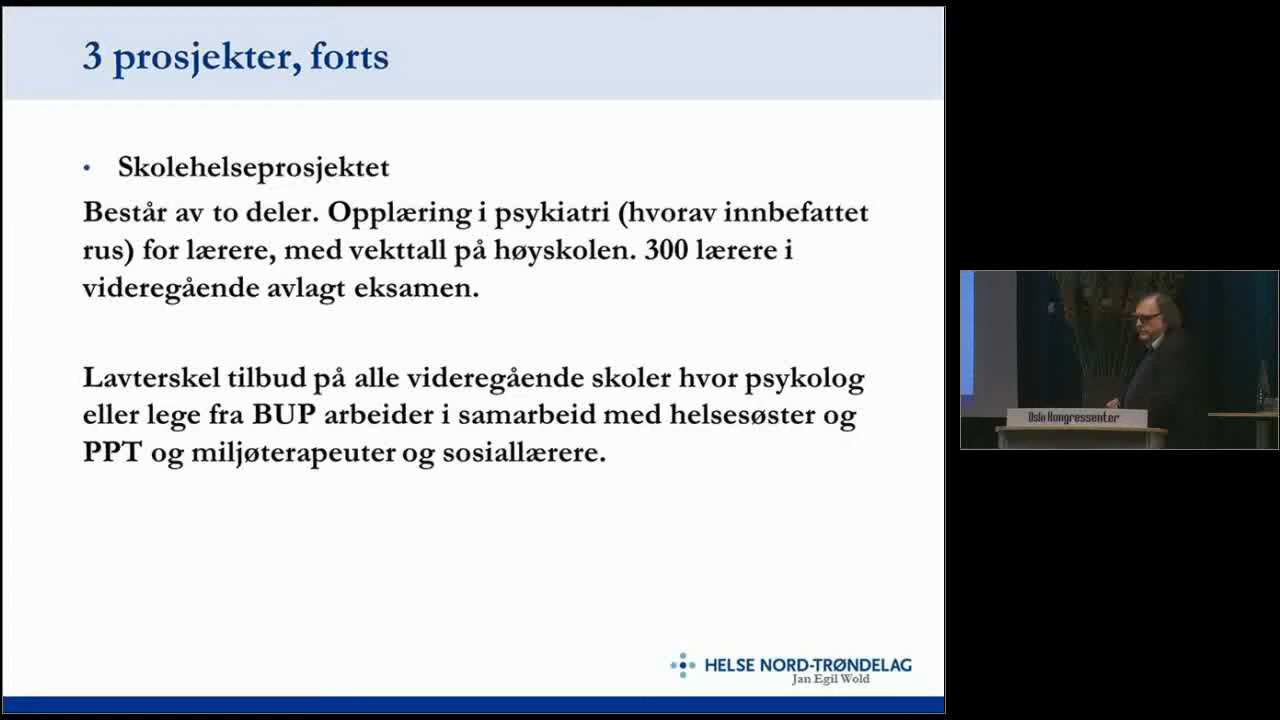 3 prosjekter, forts
• Skolehelseprosjektet
Består av to deler. Opplæring i psykiatri (hvorav innbefattet
rus) for lærere, med vekttall på høyskolen. 300 lærere i
videregående avlagt eksamen.
Lavterskel tilbud på alle videregående skoler hvor psykolog
eller lege fra BUP arbeider i samarbeid med helsesøster og
PPT og miljøterapeuter og sosiallærere.
HELSE NORD-TRØNDELAG
Jan Egil Wold
Oslo Kongressenter